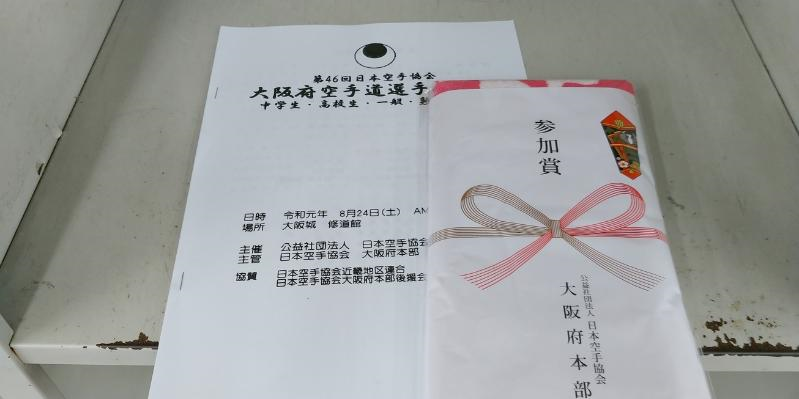 第46回日本空手協会
大阪府空手道選手
中学生・高校生・一般・
日時 令和元年 8月24日(土) AM
場所 大阪城 修道館
主催 公益社団法人 日本空手協会
主管 日本空手協会 大阪府本部
協賛 日本空手協会近畿地区連合
日本空手協会大阪府本部後援会
参加賞
公益社団法人 日本空手協会
大阪府本部